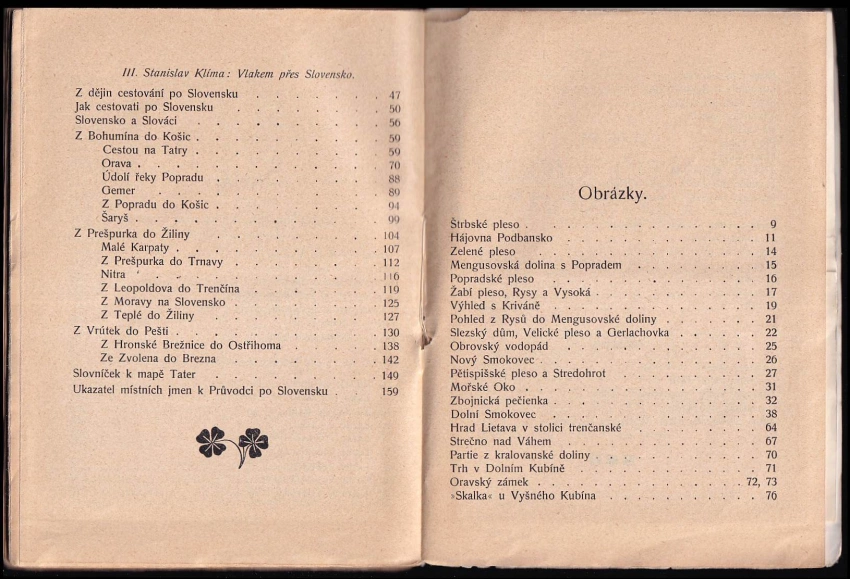 III. Stanislav Klíma: Vlakem přes Slovensko.
Z dějin cestování po Slovensku . . . . . . . 47
Jak cestovati po Slovensku . . . . . . . 50
Slovensko a Slováci . . . . . . . 56
Z Bohumína do Košic . . . . . . . 59
Cestou na Tatry . . . . . . . 59
Orava . . . . . . . 70
Údolí řeky Popradu . . . . . . . 88
Gemer . . . . . . . 89
Z Popradu do Košic . . . . . . . 94
Šaryš . . . . . . . 99
Z Prešpurka do Žiliny . . . . . . . 104
Malé Karpaty . . . . . . . 107
Z Prešpurka do Trnavy . . . . . . . 112
Nitra . . . . . . . 116
Z Leopoldova do Trenčína . . . . . . . 119
Z Moravy na Slovensko . . . . . . . 125
Z Teplé do Žiliny . . . . . . . 127
Z Vrútek do Pešti . . . . . . . 130
Z Hronské Brežnice do Ostřihoma . . . . . . . 138
Ze Zvolena do Brezna . . . . . . . 142
Slovníček k mapě Tater . . . . . . . 149
Ukazatel místních jmen k Průvodci po Slovensku . . . 159
Obrázky.
Štrbské pleso . . . . . . . 9
Hájovna Podbansko . . . . . . . 11
Zelené pleso . . . . . . . 14
Mengusovská dolina s Popradem . . . . . . . 15
Popradské pleso . . . . . . . 16
Žabí pleso, Rysy a Vysoká . . . . . . . 17
Výhled s Kriváně . . . . . . . 19
Pohled z Rysů do Mengusovské doliny . . . . . . . 21
Slezský dům, Velické pleso a Gerlachovka . . . . . . . 22
Obrovský vodopád . . . . . . . 25
Nový Smokovec . . . . . . . 26
Pětispišské pleso a Stredohrot . . . . . . . 27
Mořské Oko . . . . . . . 31
Zbojnická pečienka . . . . . . . 32
Dolní Smokovec . . . . . . . 38
Hrad Lietava v stolici trenčanské . . . . . . . 64
Strečno nad Váhem . . . . . . . 67
Partie z kralovanské doliny . . . . . . . 70
Trh v Dolním Kubíně . . . . . . . 71
Oravský zámek . . . . . . . 72, 73
»Skalka« u Vyšného Kubína . . . . . . . 76